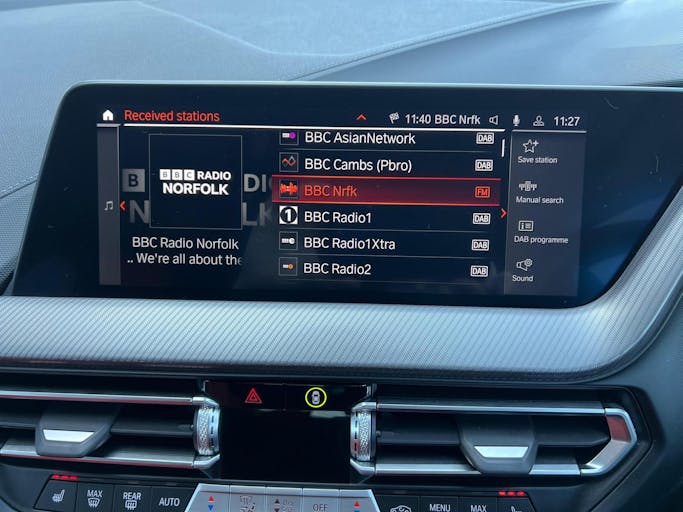 Received stations
11:40 BBC Nrfk
11:27
BBC RADIO
NORFOLK
BBC Radio Norfolk
.. We're all about the
BBC AsianNetwork DAB
BBC Cambs (Pbro) DAB
BBC Nrfk FM
1 BBC Radio1 DAB
BBC Radio1Xtra DAB
BBC Radio2 DAB
Save station
Manual search
DAB programme
Sound
MAX
REAR
AUTO
OFF
MENU
MAX